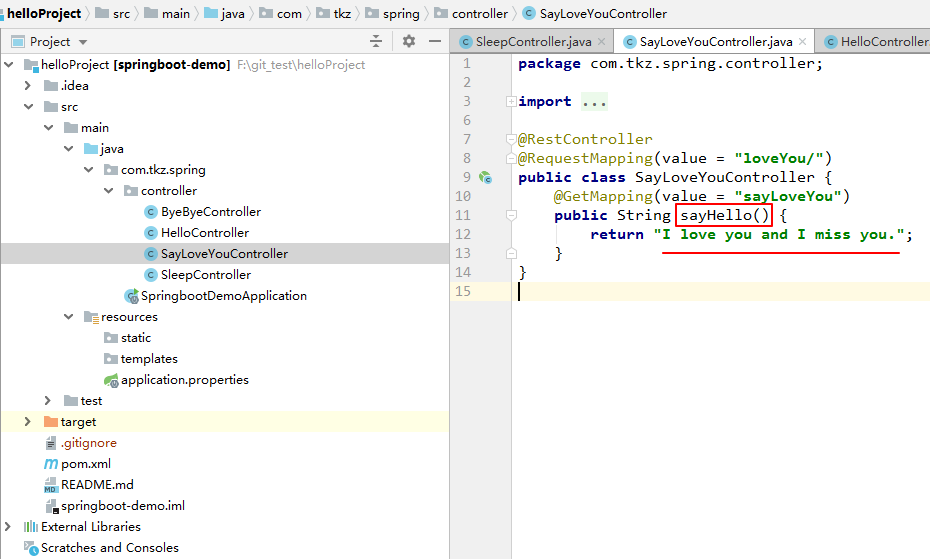 helloProject src main java com tkz spring controller SayLoveYouController
Project
helloProject [springboot-demo] F:\git_test\helloProject
.idea
src
main
java
com.tkz.spring
controller
ByeByeController
HelloController
SayLoveYouController
SleepController
SpringbootDemoApplication
resources
static
templates
application.properties
test
target
.gitignore
pom.xml
README.md
springboot-demo.iml
External Libraries
Scratches and Consoles
SleepController.java SayLoveYouController.java HelloController
1 package com.tkz.spring.controller;
2
3 import ...
6
7 @RestController
8 @RequestMapping(value = "loveYou/")
9 public class SayLoveYouController {
10 @GetMapping(value = "sayLoveYou")
11 public String sayHello() {
12 return "I love you and I miss you.";
13 }
14 }
15